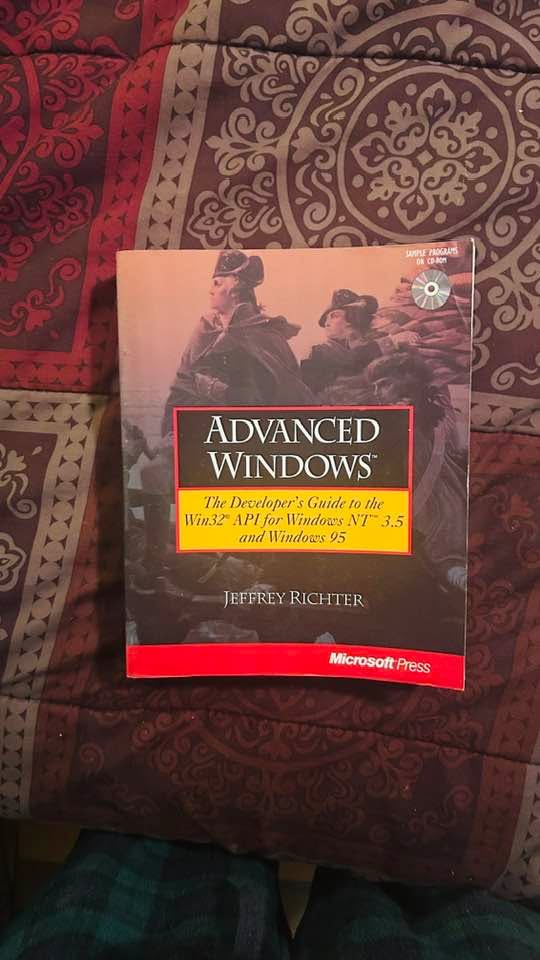 SAMPLE PROGRAMS
ON CD-ROM
ADVANCED
WINDOWS™
The Developer's Guide to the
Win32® API for Windows NT™ 3.5
and Windows 95
JEFFREY RICHTER
Microsoft Press